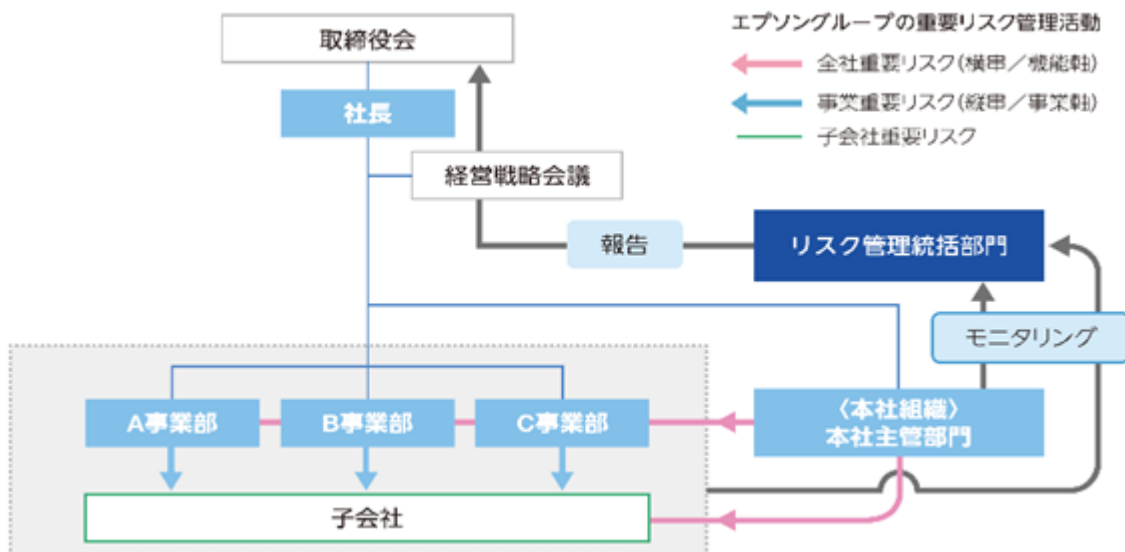 取締役会
エプソングループの重要リスク管理活動
全社重要リスク(横串/機能軸)
社長
事業重要リスク(縦串/事業軸)
子会社重要リスク
経営戦略会議
報告
リスク管理統括部門
モニタリング
A事業部
B事業部
C事業部
〈本社組織〉
本社主管部門
子会社